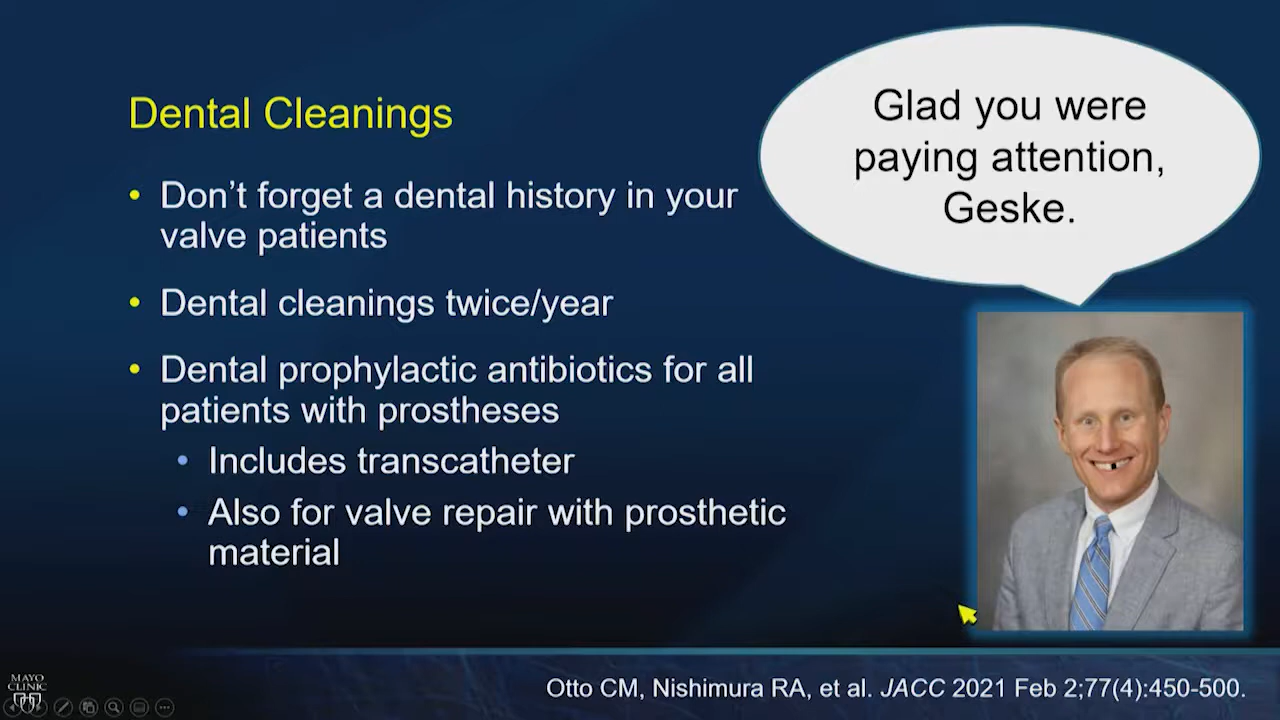 Dental Cleanings
Don't forget a dental history in your
valve patients
Dental cleanings twice/year
Dental prophylactic antibiotics for all
patients with prostheses
Includes transcatheter
Also for valve repair with prosthetic
material
Glad you were
paying attention,
Geske.
MAYO
CLINIC
Otto CM, Nishimura RA, et al. JACC 2021 Feb 2;77(4):450-500.